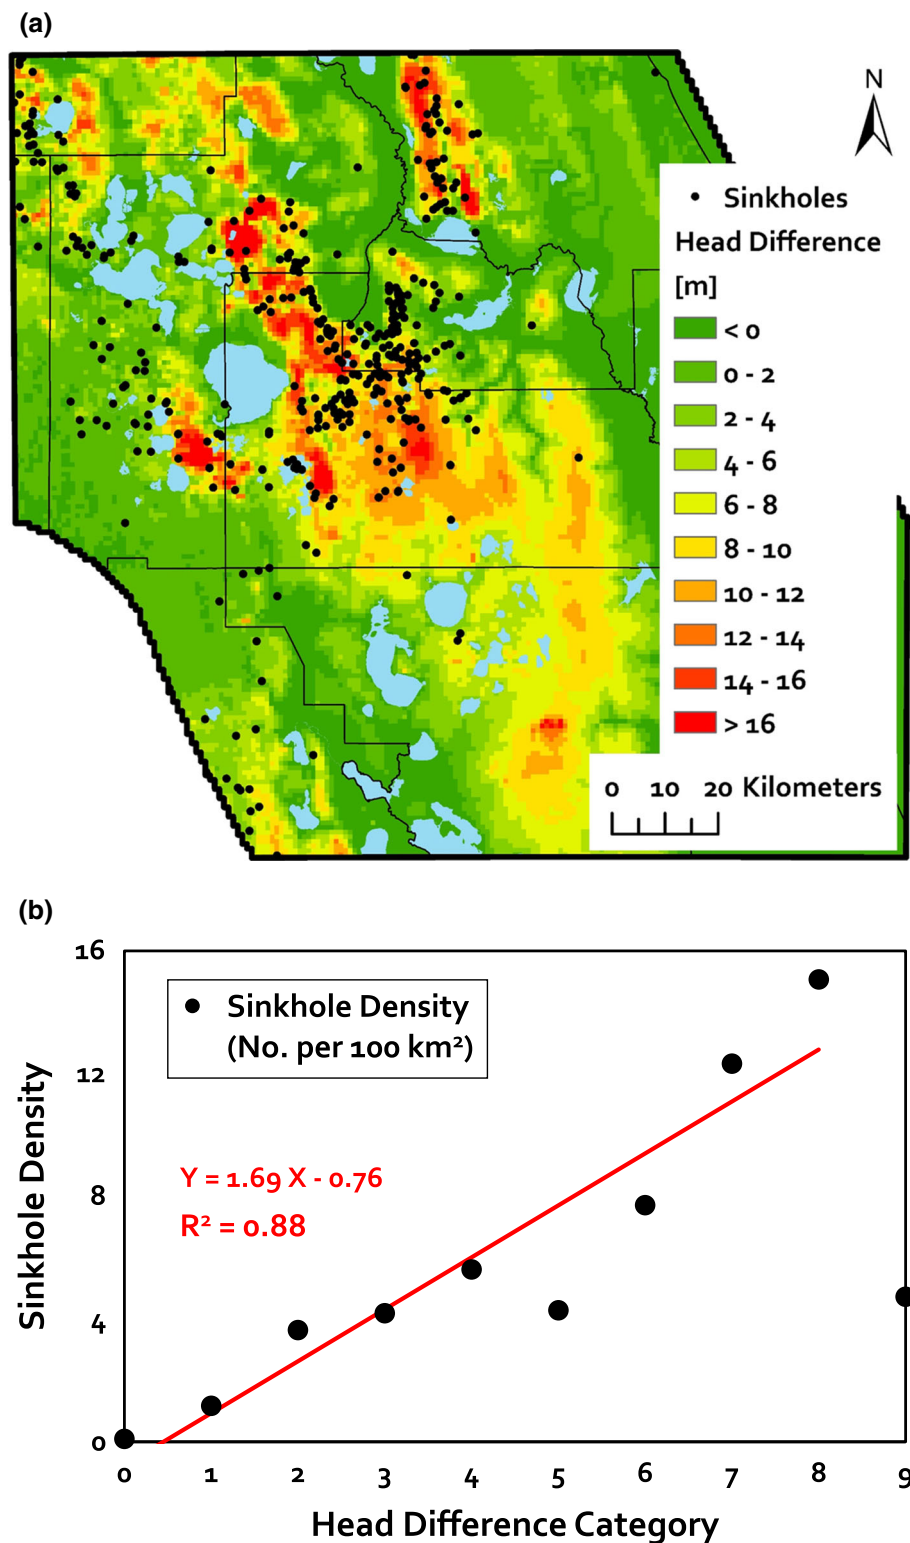 (a)
N
Sinkholes
Head Difference
[m]
< 0
0 - 2
2 - 4
4 - 6
6 - 8
8 - 10
10 - 12
12 - 14
14 - 16
> 16
0 10 20 Kilometers
(b)
16
12
8
4
0
Sinkhole Density
Sinkhole Density
(No. per 100 km²)
Y = 1.69 X - 0.76
R² = 0.88
0 1 2 3 4 5 6 7 8 9
Head Difference Category